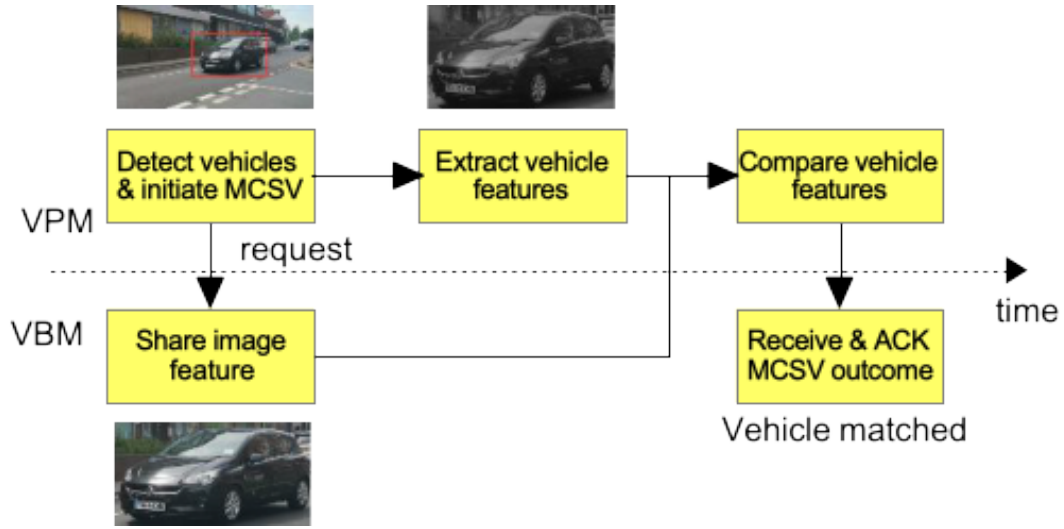 Detect vehicles
& initiate MCSV
Extract vehicle
features
Compare vehicle
features
VPM
request
time
VBM
Share image
feature
Receive & ACK
MCSV outcome
Vehicle matched